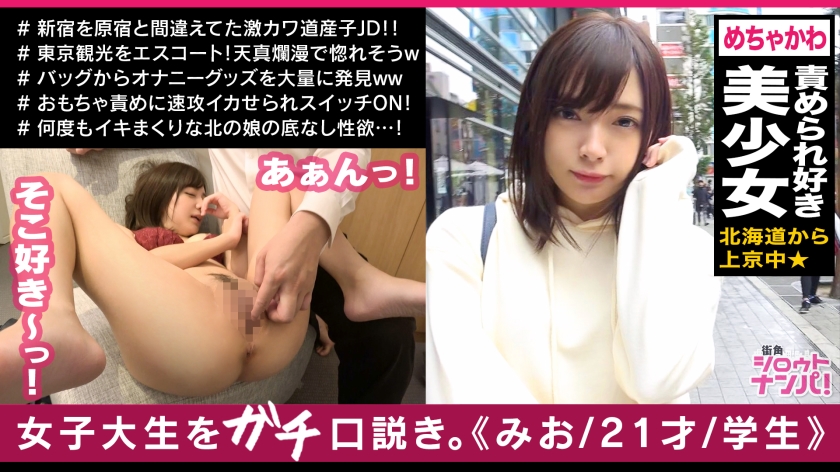 # 新宿を原宿と間違えてた激カワ道産子JD!!
# 東京観光をエスコート!天真爛漫で惚れそうw
# バッグからオナニーグッズを大量に発見ww
# おもちゃ責めに速攻イカせられスイッチON!
# 何度もイキまくりな北の娘の底なし性欲…!
あぁんっ!
そこ好き〜っ!
めちゃかわ
責められ好き
美少女
北海道から
上京中★
街角
シロウト
ナンパ!
女子大生をガチ口説き。《みお/21才/学生》